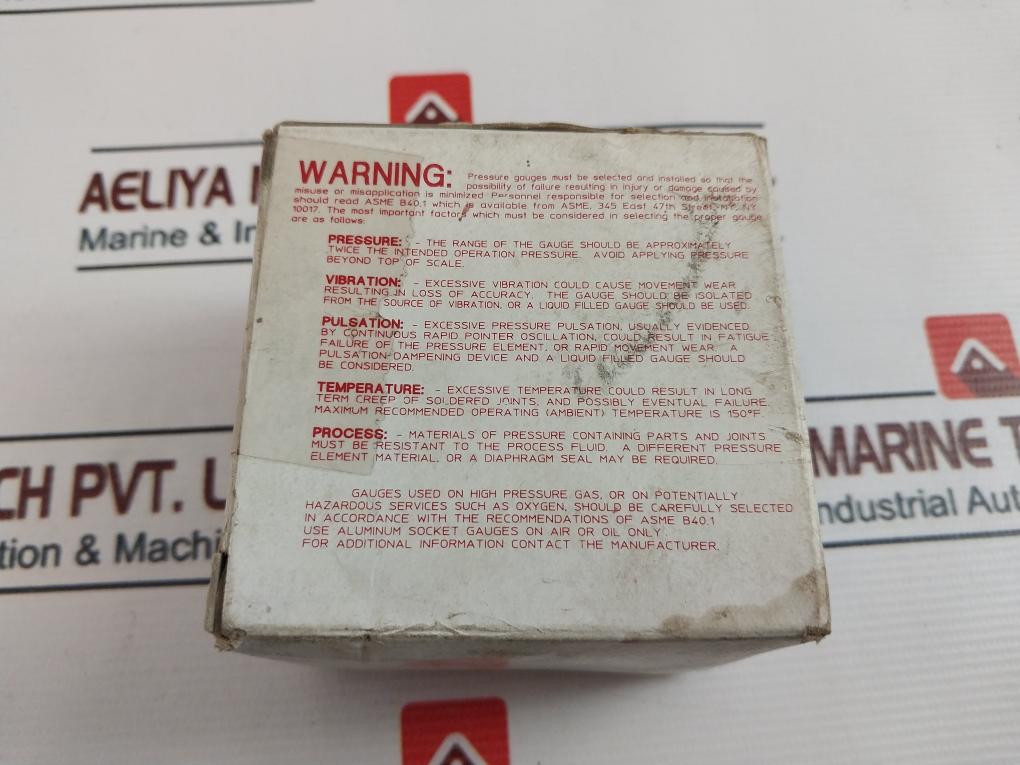 AELIYA M
Marine & In
WARNING: Pressure gauges must be selected and installed so that the
possibility of failure resulting in injury or damage caused by
misuse or misapplication is minimized. Personnel responsible for selection and installation
should read ASME B40.1 which is available from ASME, 345 East 47th Street, NY, NY
10017. The most important factors which must be considered in selecting the proper gauge
are as follows:
PRESSURE: - THE RANGE OF THE GAUGE SHOULD BE APPROXIMATELY
TWICE THE INTENDED OPERATION PRESSURE. AVOID APPLYING PRESSURE
BEYOND TOP OF SCALE.
VIBRATION: - EXCESSIVE VIBRATION COULD CAUSE MOVEMENT WEAR
RESULTING IN LOSS OF ACCURACY. THE GAUGE SHOULD BE ISOLATED
FROM THE SOURCE OF VIBRATION, OR A LIQUID FILLED GAUGE SHOULD BE USED.
PULSATION: - EXCESSIVE PRESSURE PULSATION, USUALLY EVIDENCED
BY CONTINUOUS RAPID POINTER OSCILLATION, COULD RESULT IN FATIGUE
FAILURE OF THE PRESSURE ELEMENT, OR RAPID MOVEMENT WEAR. A
PULSATION-DAMPENING DEVICE AND A LIQUID FILLED GAUGE SHOULD
BE CONSIDERED.
TEMPERATURE: - EXCESSIVE TEMPERATURE COULD RESULT IN LONG
TERM CREEP OF SOLDERED JOINTS, AND POSSIBLY EVENTUAL FAILURE.
MAXIMUM RECOMMENDED OPERATING (AMBIENT) TEMPERATURE IS 150°F.
PROCESS: - MATERIALS OF PRESSURE CONTAINING PARTS AND JOINTS
MUST BE RESISTANT TO THE PROCESS FLUID. A DIFFERENT PRESSURE
ELEMENT MATERIAL, OR A DIAPHRAGM SEAL MAY BE REQUIRED.
GAUGES USED ON HIGH PRESSURE GAS, OR ON POTENTIALLY
HAZARDOUS SERVICES SUCH AS OXYGEN, SHOULD BE CAREFULLY SELECTED
IN ACCORDANCE WITH THE RECOMMENDATIONS OF ASME B40.1
USE ALUMINUM SOCKET GAUGES ON AIR OR OIL ONLY.
FOR ADDITIONAL INFORMATION CONTACT THE MANUFACTURER.
CH PVT. L
tion & Machi
MARINE T
ndustrial Aut